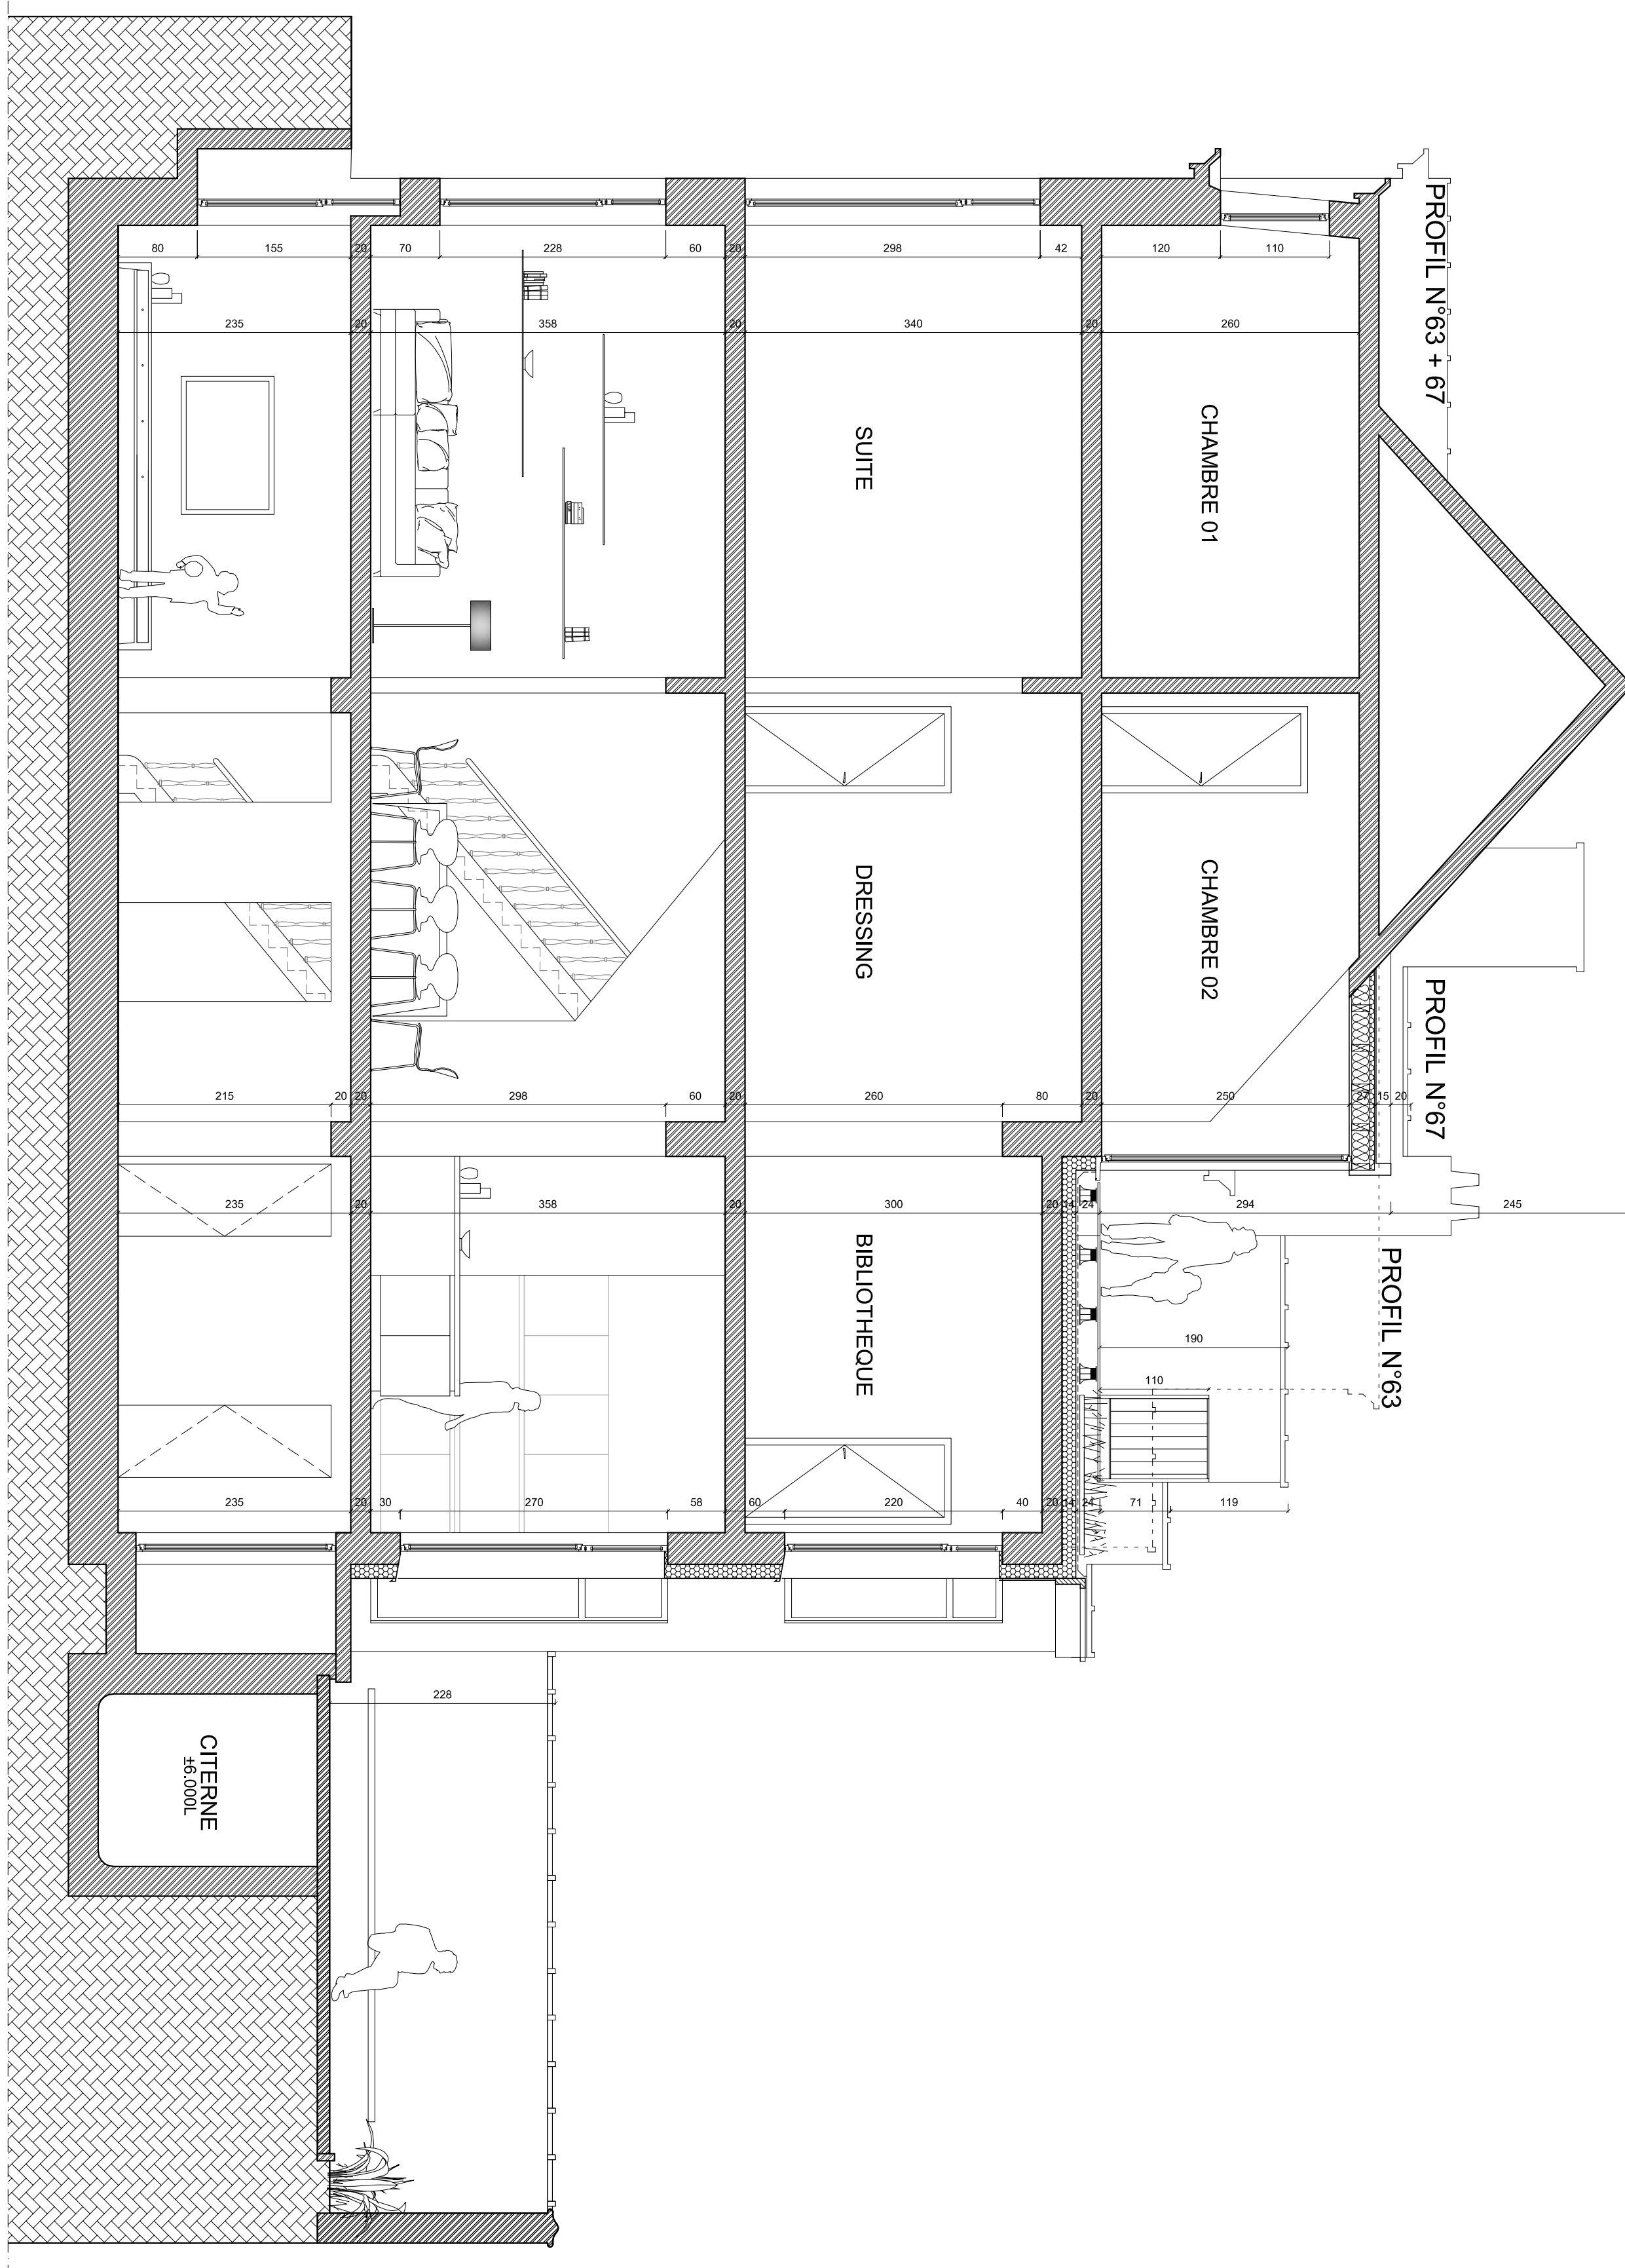 PROFIL N°63 + 67
PROFIL N°67
PROFIL N°63
CHAMBRE 01
CHAMBRE 02
SUITE
DRESSING
BIBLIOTHEQUE
CITERNE
±6.000L
80 155 20 70 228 60 20 298 42 120 110
235 20 358 20 340 20 260
215 20 20 298 60 20 260 80 20 250 27 15 20
235 20 358 20 300 20 14 24 294 245
190
110
235 20 30 270 58 60 220 40 20 14 24 71 119
228